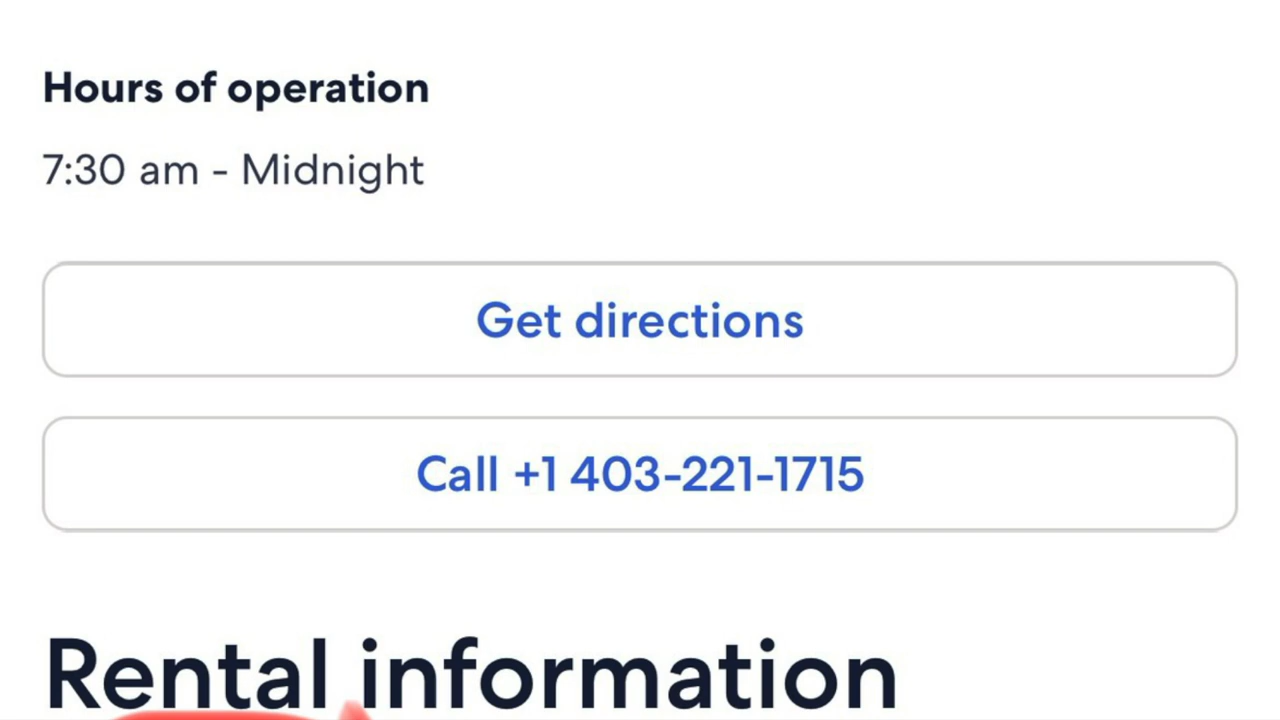 Hours of operation
7:30 am - Midnight
Get directions
Call +1 403-221-1715
Rental information